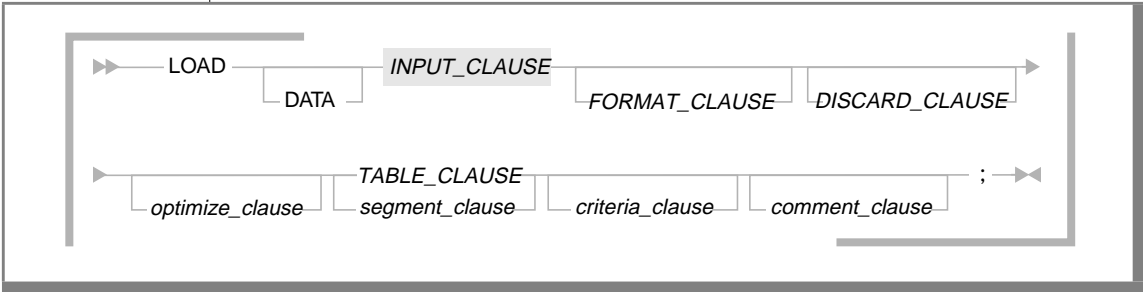 LOAD INPUT_CLAUSE
DATA FORMAT_CLAUSE DISCARD_CLAUSE
TABLE_CLAUSE ;
optimize_clause segment_clause criteria_clause comment_clause